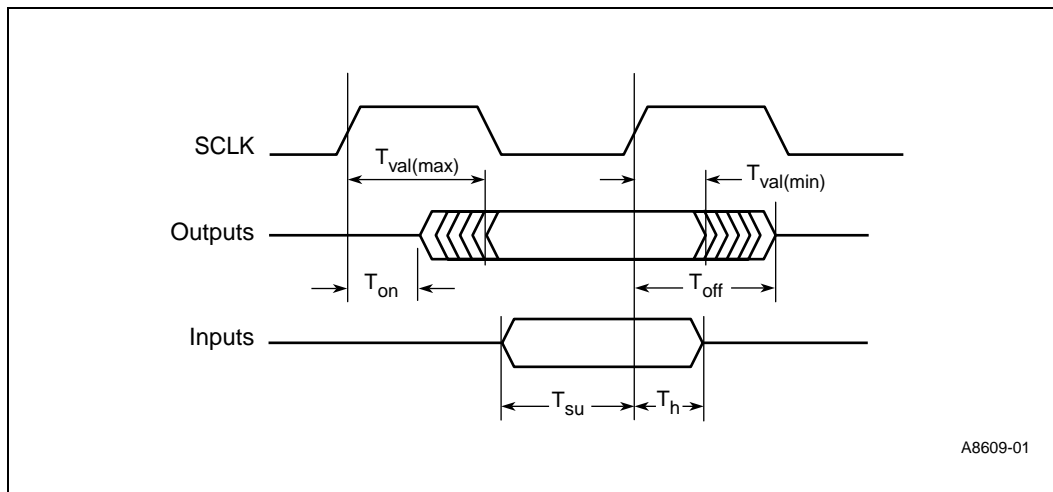 SCLK
Tval(max)
Tval(min)
Outputs
Ton
Toff
Inputs
Tsu
Th
A8609-01